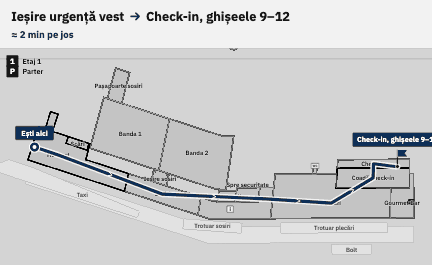 Ieșire urgență vest → Check-in, ghișeele 9–12
≈ 2 min pe jos
1 Etaj 1
P Parter
Pașapoarte sosiri
Ești aici
Scări
Banda 1
Banda 2
Ieșire sosiri
Spre securitate
Check-in, ghișeele 9–1
Coadă check-in
Gourmet Bar
Taxi
Trotuar sosiri
Trotuar plecări
Bolt